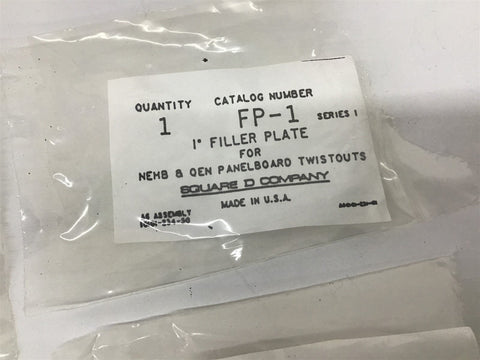 QUANTITY CATALOG NUMBER
1 FP-1 SERIES 1
1" FILLER PLATE
FOR
NEHB & QEN PANELBOARD TWISTOUTS
SQUARE D COMPANY
MADE IN U.S.A.
ASSEMBLY